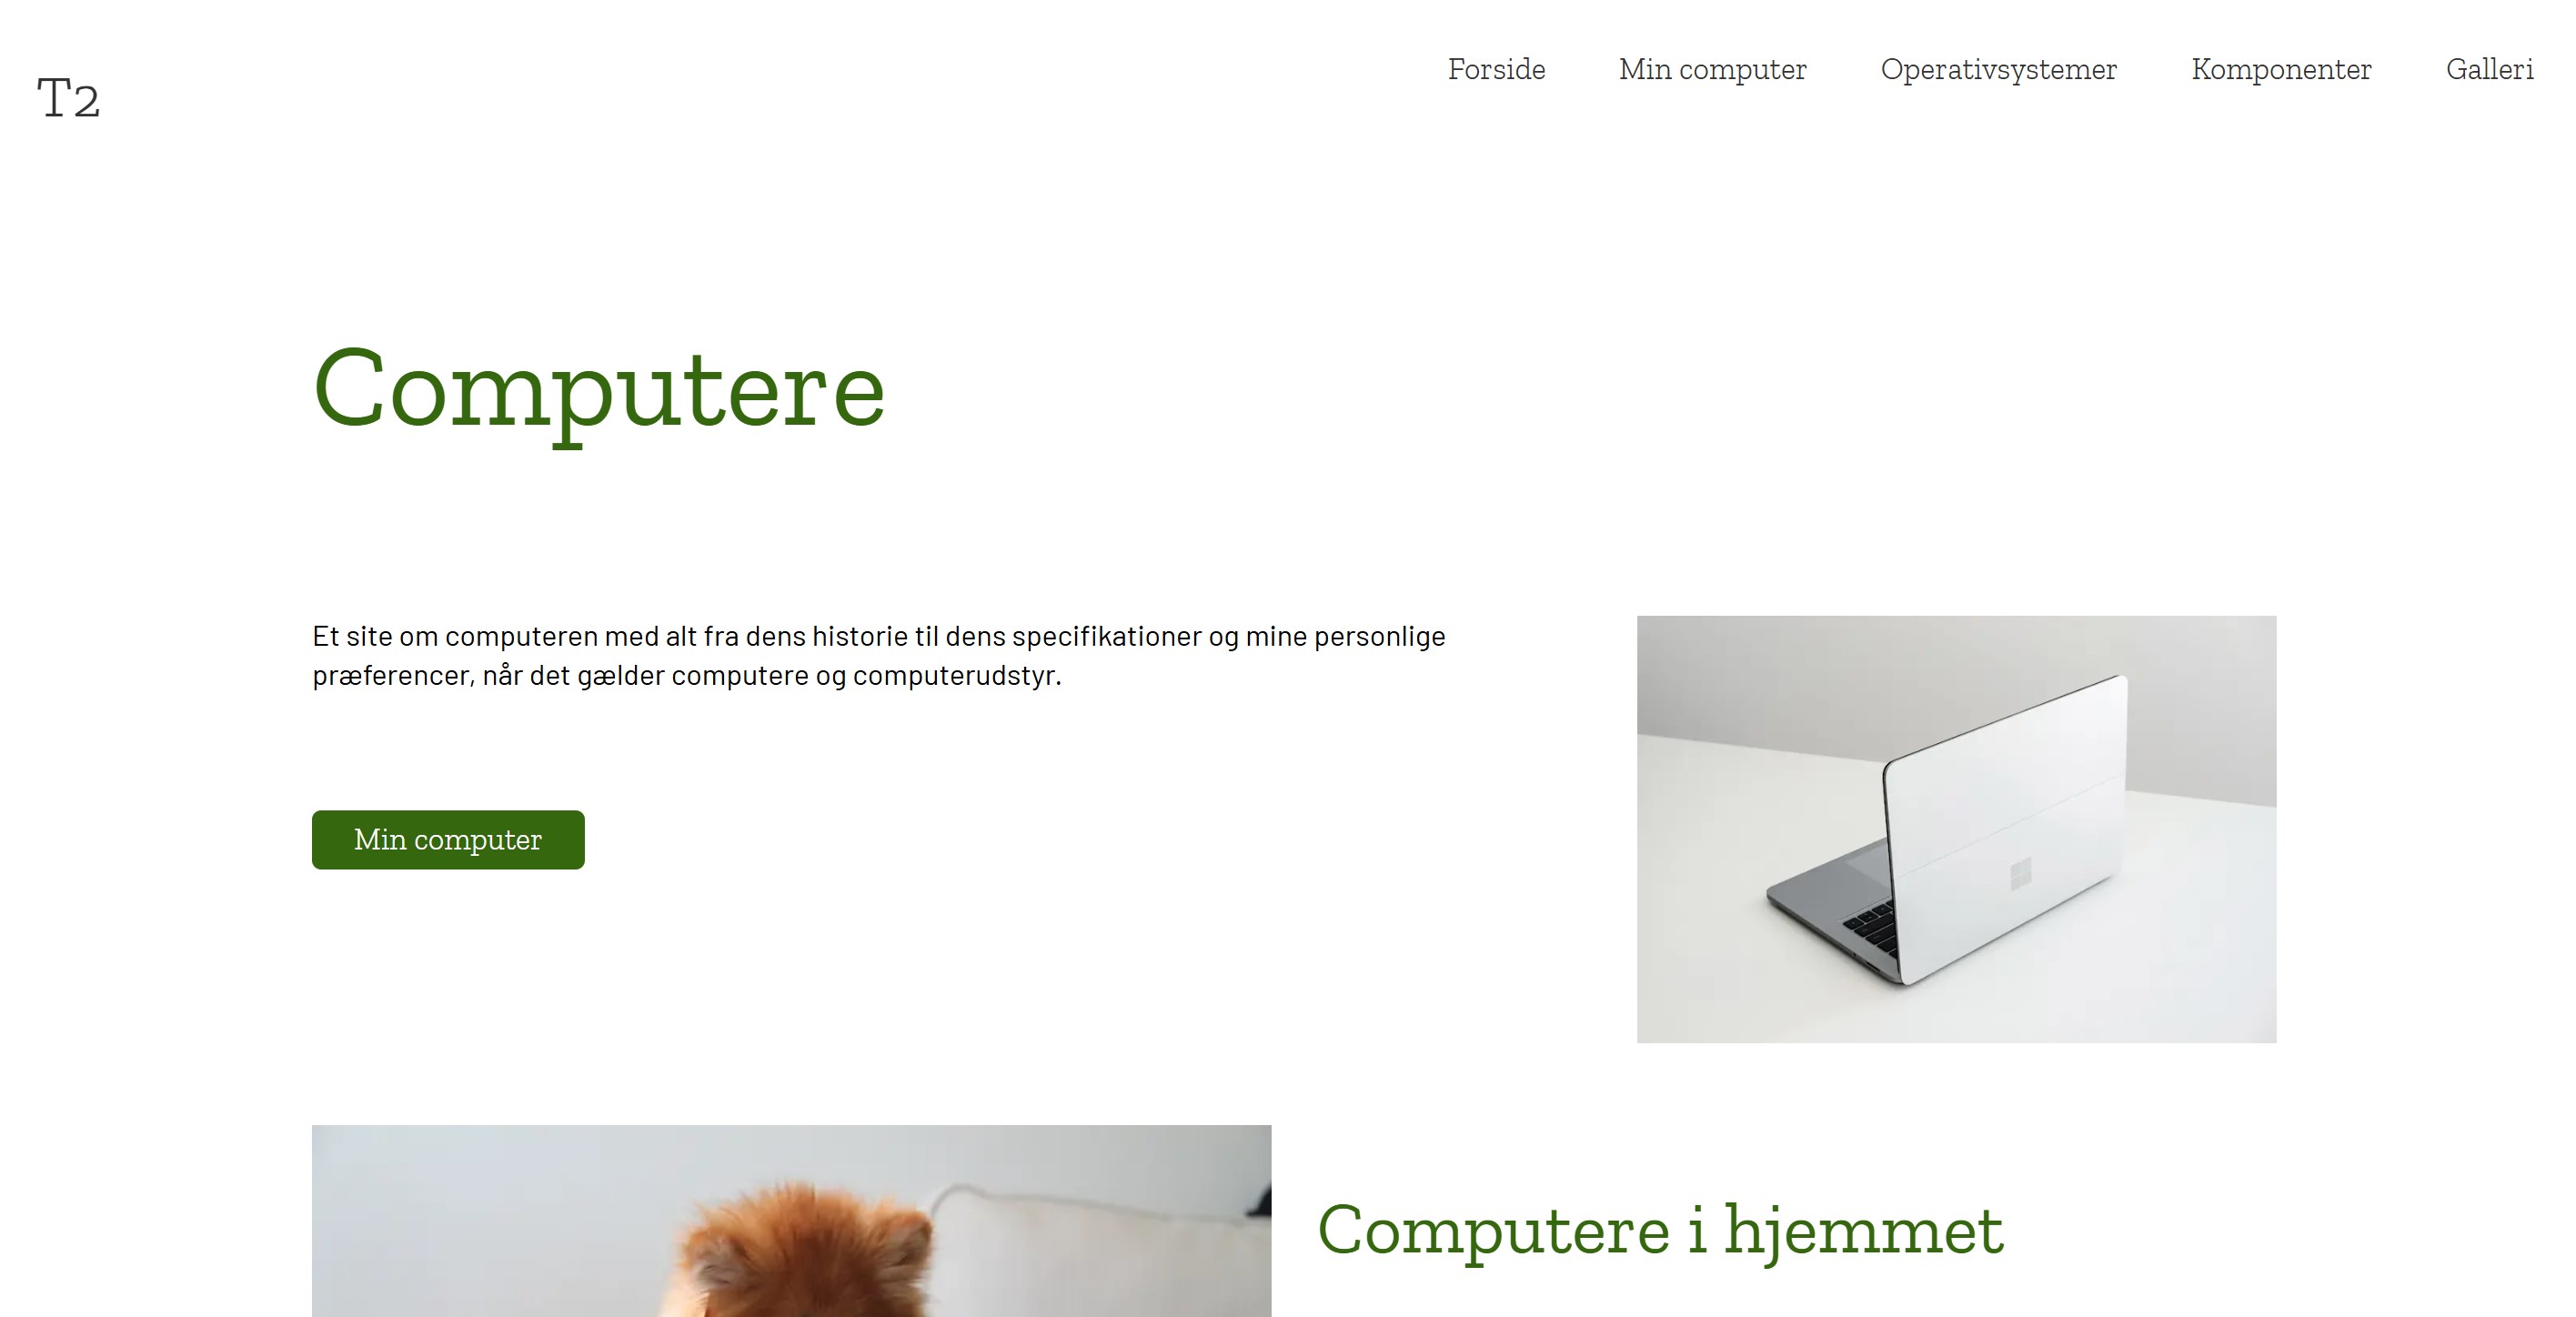 T2
Forside
Min computer
Operativsystemer
Komponenter
Galleri
Computere
Et site om computeren med alt fra dens historie til dens specifikationer og mine personlige
præferencer, når det gælder computere og computerudstyr.
Min computer
Computere i hjemmet